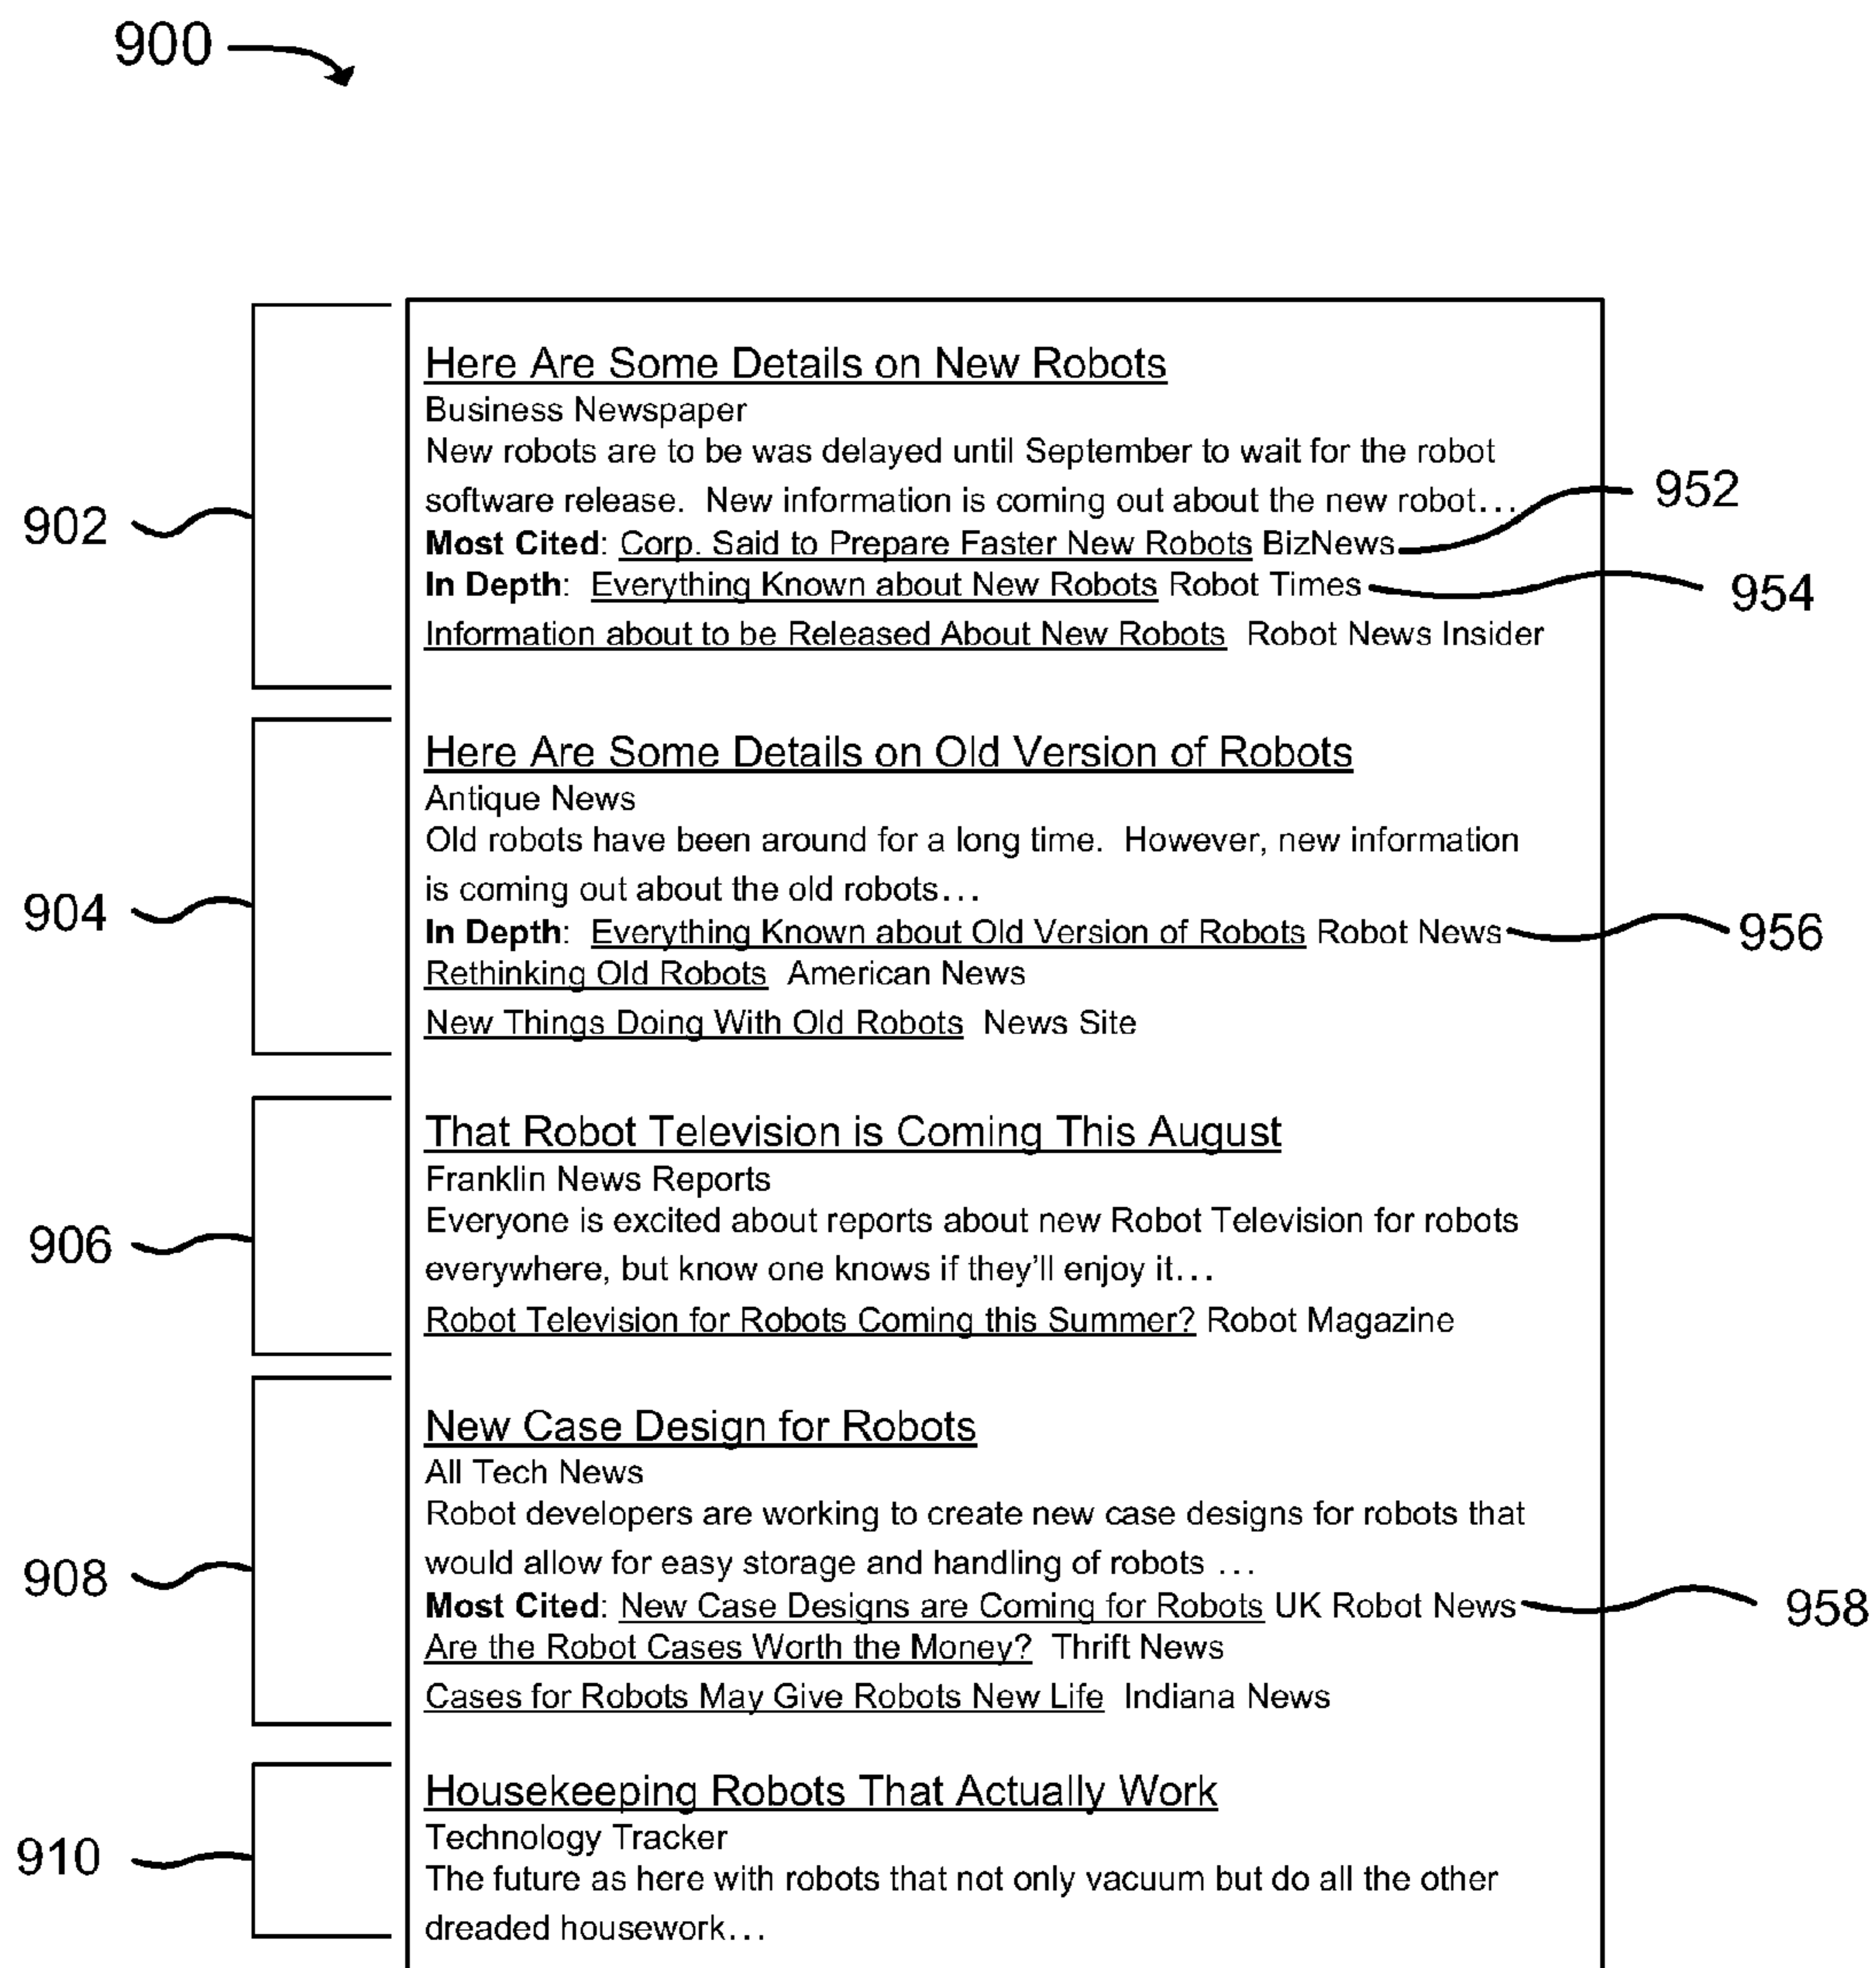 900
Here Are Some Details on New Robots
Business Newspaper
New robots are to be was delayed until September to wait for the robot
software release. New information is coming out about the new robot...
902
952
Most Cited: Corp. Said to Prepare Faster New Robots BizNews
In Depth: Everything Known about New Robots Robot Times
954
Information about to be Released About New Robots Robot News Insider
Here Are Some Details on Old Version of Robots
Antique News
Old robots have been around for a long time. However, new information
is coming out about the old robots...
904
In Depth: Everything Known about Old Version of Robots Robot News
956
Rethinking Old Robots American News
New Things Doing With Old Robots News Site
That Robot Television is Coming This August
Franklin News Reports
Everyone is excited about reports about new Robot Television for robots
906
everywhere, but know one knows if they'll enjoy it...
Robot Television for Robots Coming this Summer? Robot Magazine
New Case Design for Robots
All Tech News
Robot developers are working to create new case designs for robots that
would allow for easy storage and handling of robots ...
908
Most Cited: New Case Designs are Coming for Robots UK Robot News
958
Are the Robot Cases Worth the Money? Thrift News
Cases for Robots May Give Robots New Life Indiana News
Housekeeping Robots That Actually Work
Technology Tracker
910
The future as here with robots that not only vacuum but do all the other
dreaded housework...